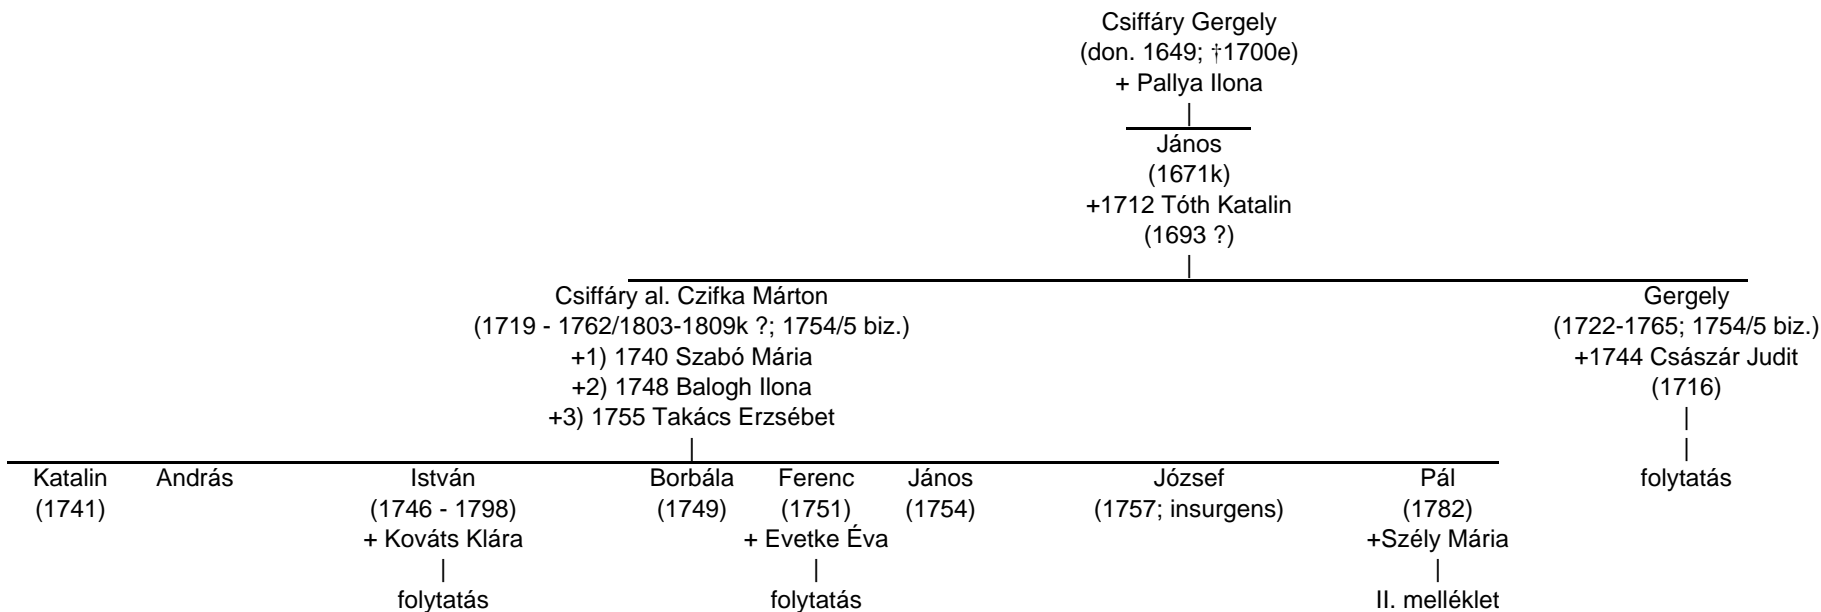 Csiffáry Gergely
(don. 1649; †1700e)
+ Pallya Ilona
János
(1671k)
+1712 Tóth Katalin
(1693 ?)
Csiffáry al. Czifka Márton Gergely
(1719 - 1762/1803-1809k ?; 1754/5 biz.) (1722-1765; 1754/5 biz.)
+1) 1740 Szabó Mária +1744 Császár Judit
+2) 1748 Balogh Ilona (1716)
+3) 1755 Takács Erzsébet
Katalin András István Borbála Ferenc János József Pál folytatás
(1741) (1746 - 1798) (1749) (1751) (1754) (1757; insurgens) (1782)
+ Kováts Klára + Evetke Éva +Szély Mária
folytatás folytatás II. melléklet